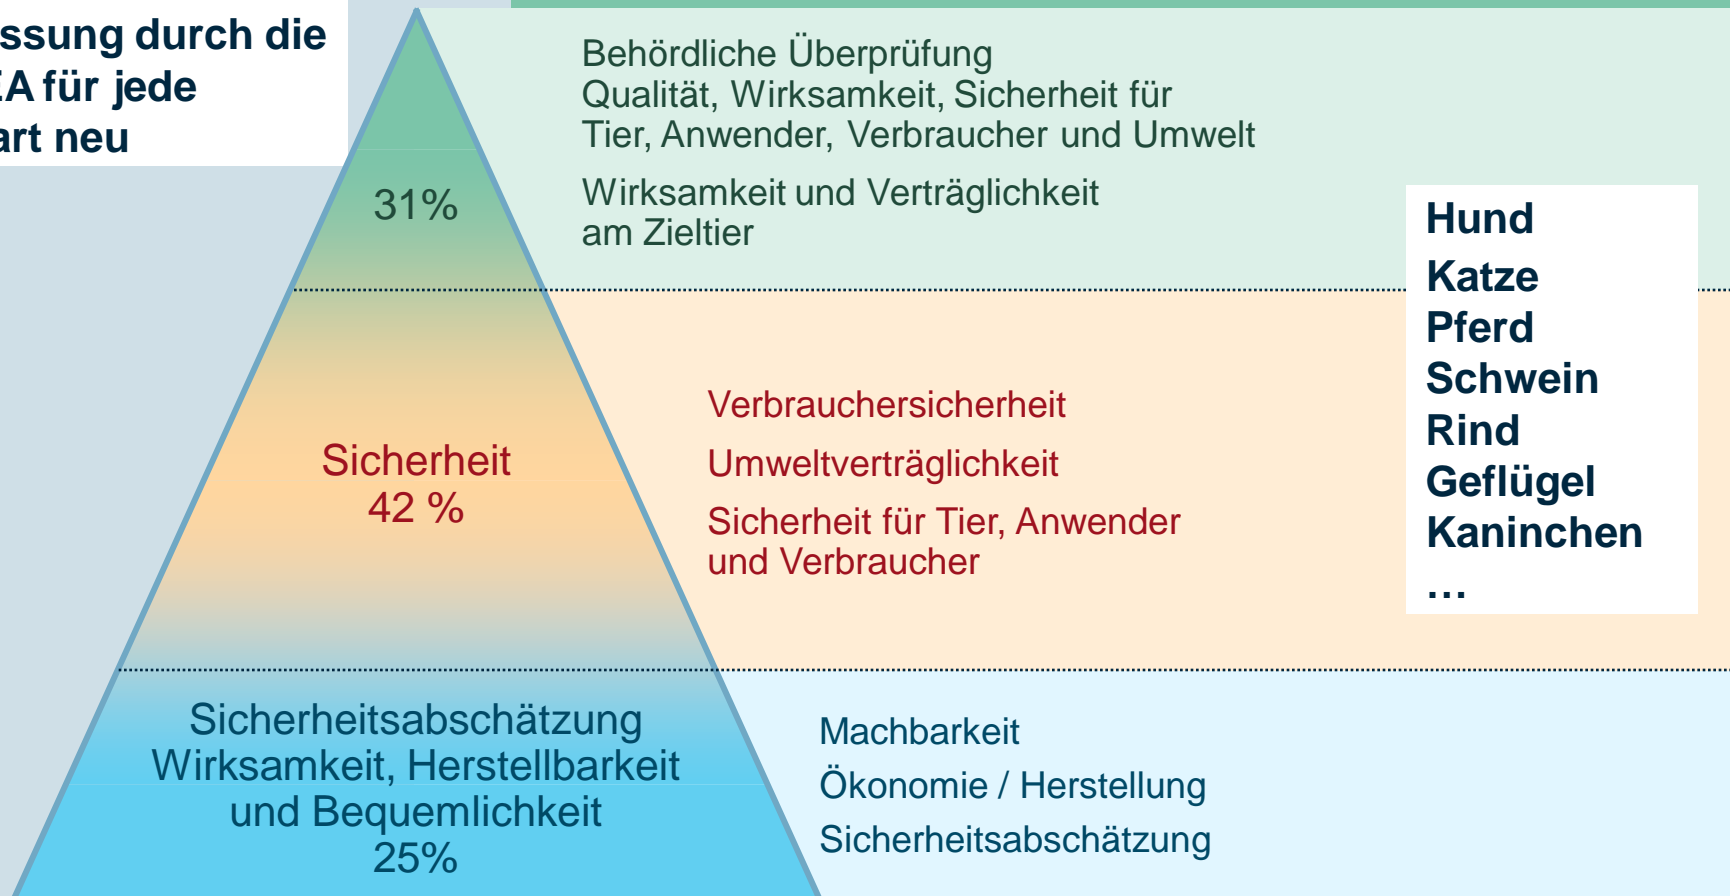 ssung durch die
EA für jede
art neu
Behördliche Überprüfung
Qualität, Wirksamkeit, Sicherheit für
Tier, Anwender, Verbraucher und Umwelt
Wirksamkeit und Verträglichkeit
am Zieltier
31%
Hund
Katze
Pferd
Schwein
Rind
Geflügel
Kaninchen
…
Sicherheit
42 %
Verbrauchersicherheit
Umweltverträglichkeit
Sicherheit für Tier, Anwender
und Verbraucher
Sicherheitsabschätzung
Wirksamkeit, Herstellbarkeit
und Bequemlichkeit
25%
Machbarkeit
Ökonomie / Herstellung
Sicherheitsabschätzung